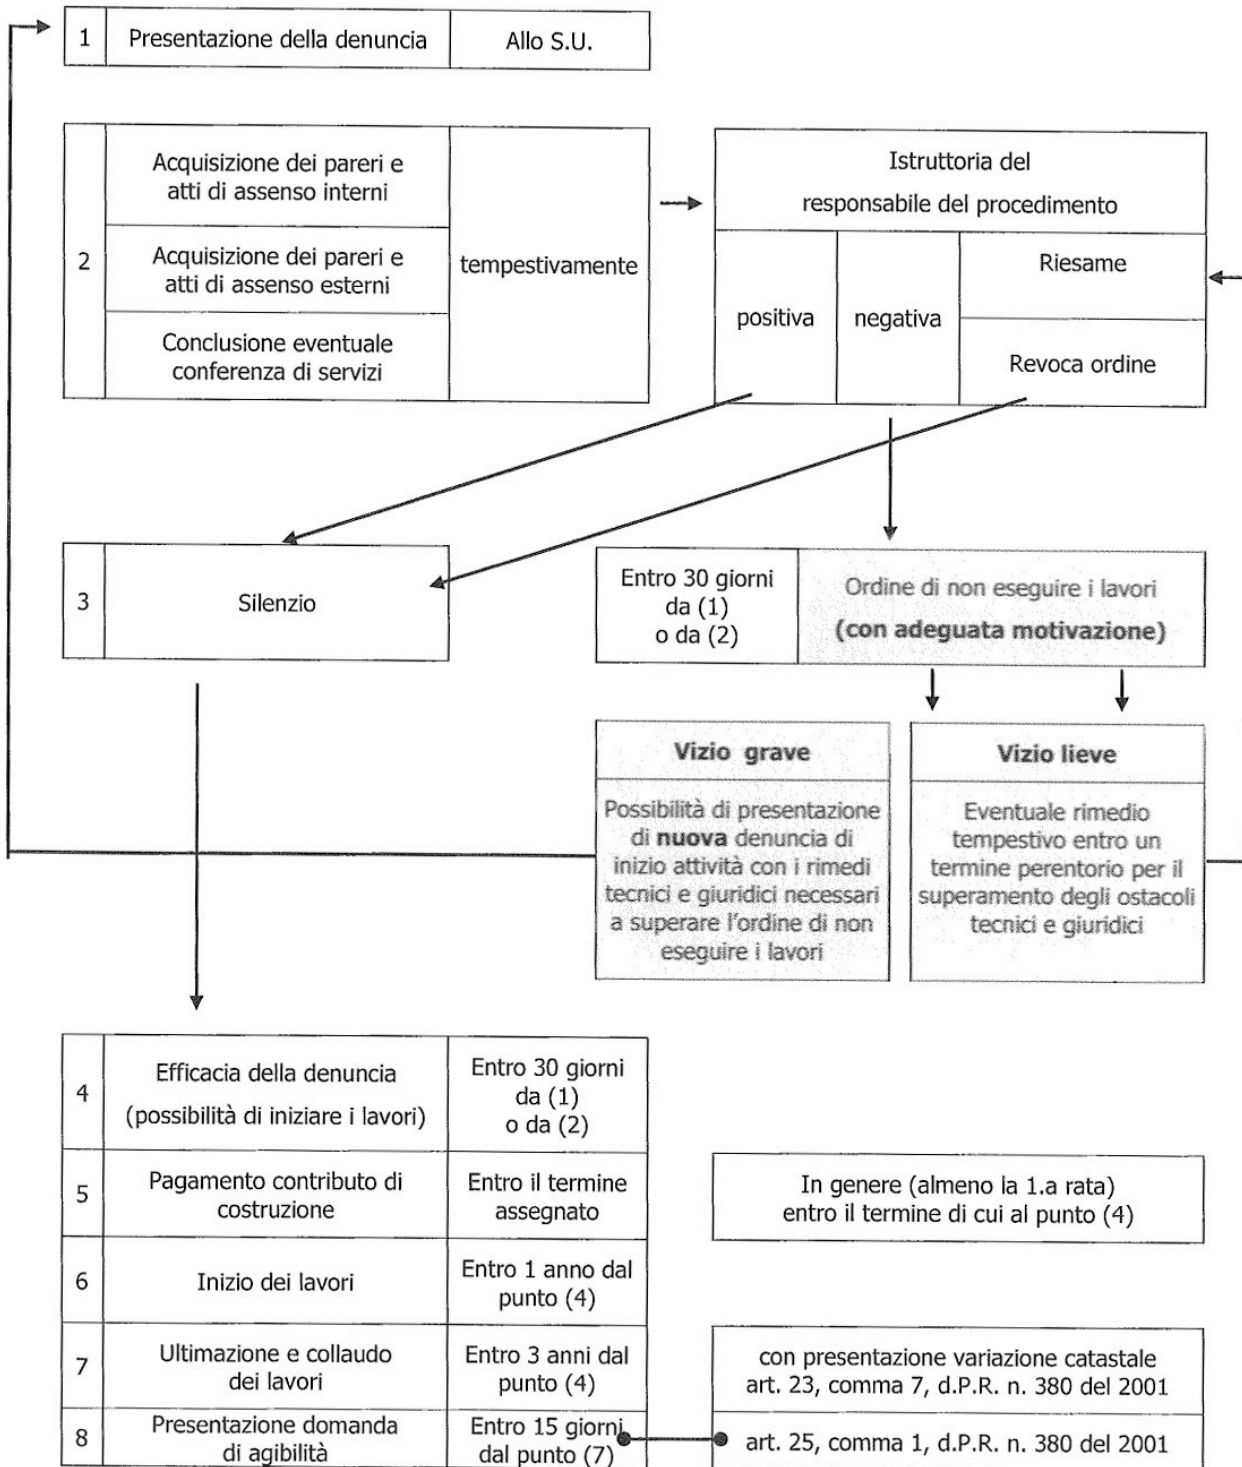 1
Presentazione della denuncia
Allo S.U.
2
Acquisizione dei pareri e
atti di assenso interni
Acquisizione dei pareri e
atti di assenso esterni
Conclusione eventuale
conferenza di servizi
tempestivamente
Istruttoria del
responsabile del procedimento
positiva
negativa
Riesame
Revoca ordine
3
Silenzio
Entro 30 giorni
da (1)
o da (2)
Ordine di non eseguire i lavori
(con adeguata motivazione)
Vizio grave
Possibilità di presentazione
di nuova denuncia di
inizio attività con i rimedi
tecnici e giuridici necessari
a superare l'ordine di non
eseguire i lavori
Vizio lieve
Eventuale rimedio
tempestivo entro un
termine perentorio per il
superamento degli ostacoli
tecnici e giuridici
4
Efficacia della denuncia
(possibilità di iniziare i lavori)
Entro 30 giorni
da (1)
o da (2)
5
Pagamento contributo di
costruzione
Entro il termine
assegnato
In genere (almeno la 1.a rata)
entro il termine di cui al punto (4)
6
Inizio dei lavori
Entro 1 anno dal
punto (4)
7
Ultimazione e collaudo
dei lavori
Entro 3 anni dal
punto (4)
con presentazione variazione catastale
art. 23, comma 7, d.P.R. n. 380 del 2001
8
Presentazione domanda
di agibilità
Entro 15 giorni
dal punto (7)
art. 25, comma 1, d.P.R. n. 380 del 2001